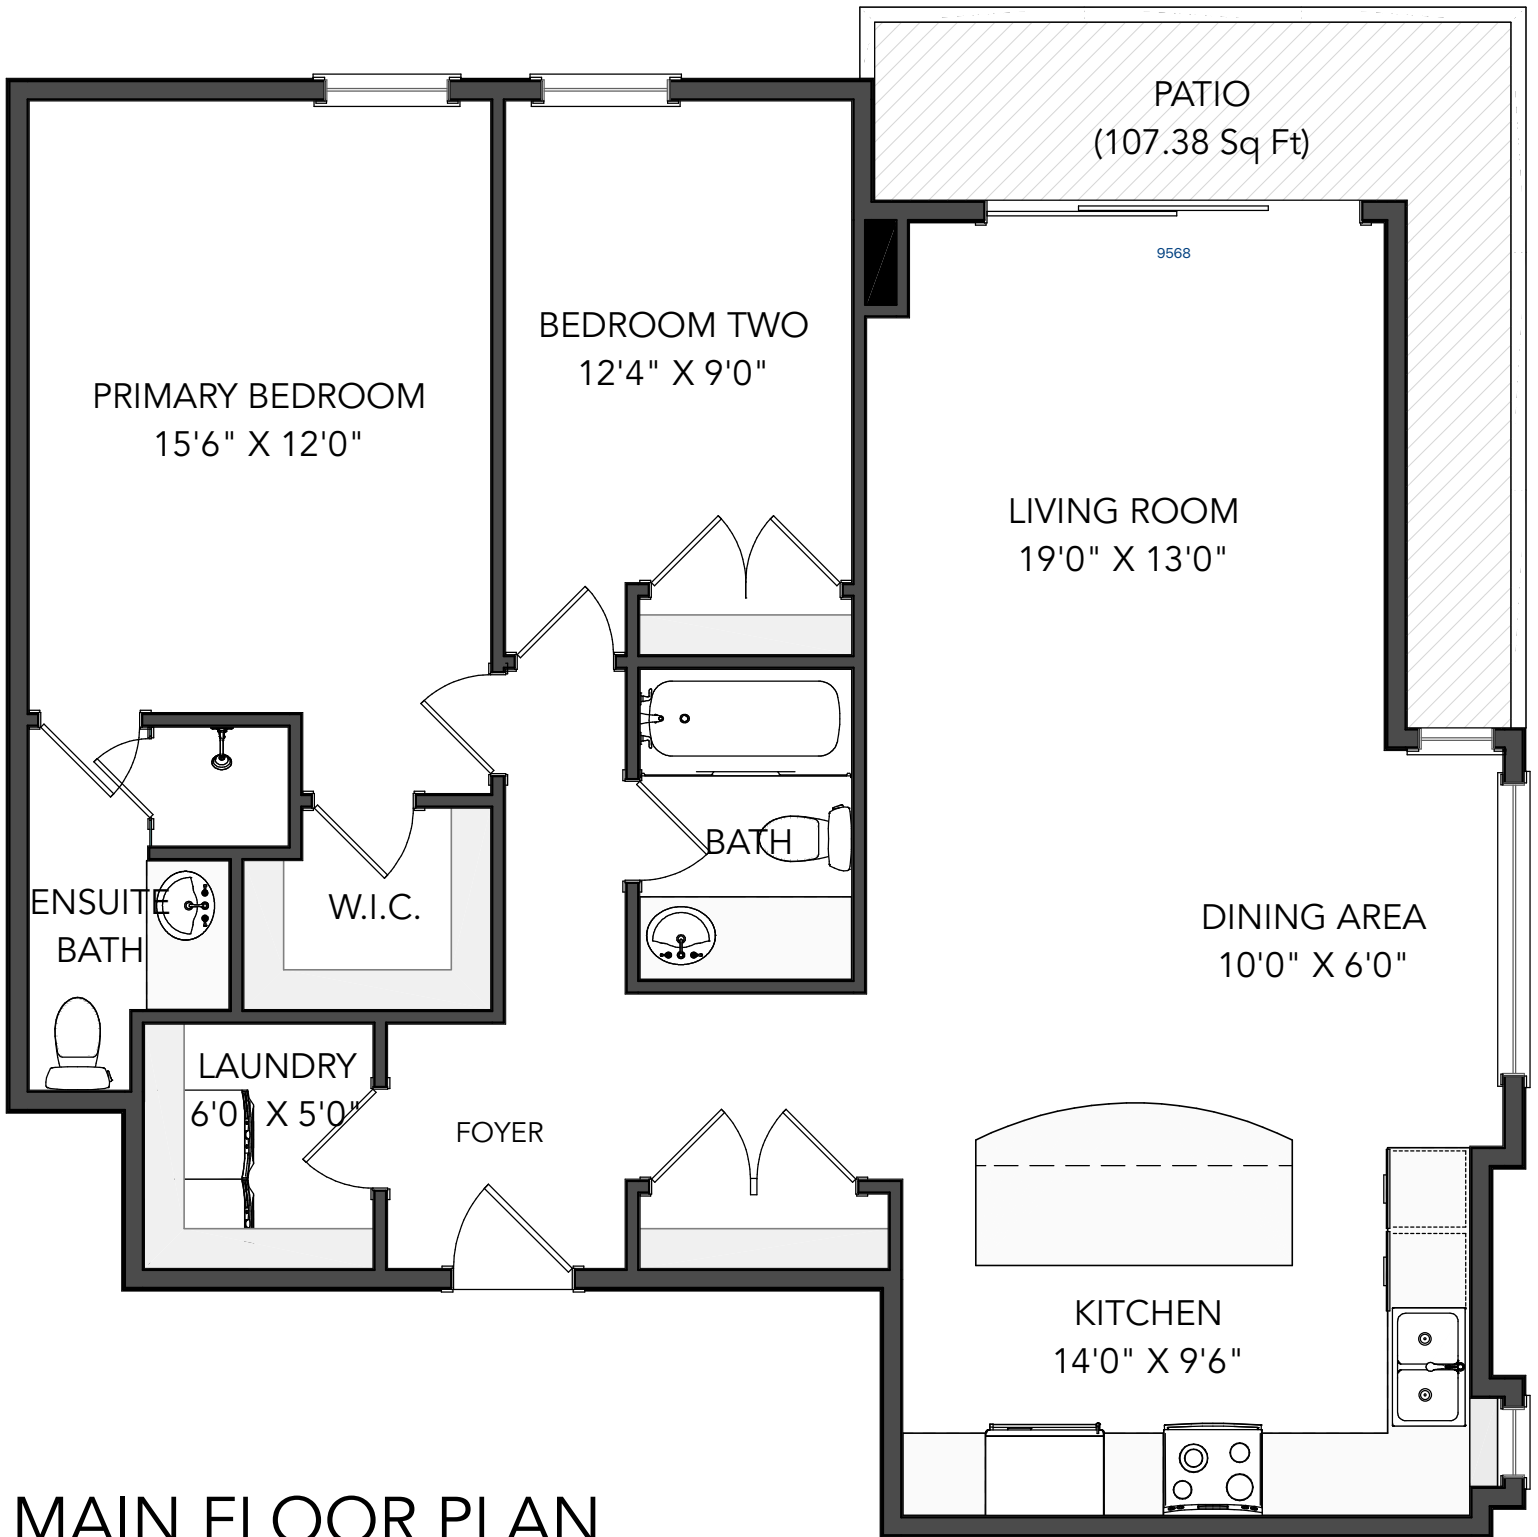 PATIO
(107.38 Sq Ft)
9568
BEDROOM TWO
12'4" X 9'0"
PRIMARY BEDROOM
15'6" X 12'0"
LIVING ROOM
19'0" X 13'0"
BATH
ENSUITE
BATH
W.I.C.
DINING AREA
10'0" X 6'0"
LAUNDRY
6'0" X 5'0"
FOYER
KITCHEN
14'0" X 9'6"
MAIN FLOOR PLAN